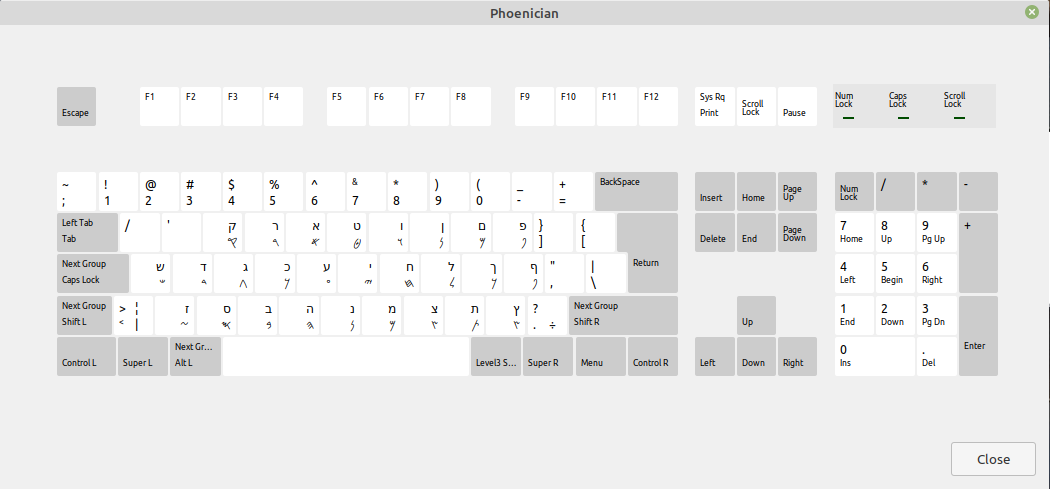 Phoenician
Escape F1 F2 F3 F4 F5 F6 F7 F8 F9 F10 F11 F12
Sys Rq
Print
Scroll
Lock
Pause
Num
Lock
Caps
Lock
Scroll
Lock
~ ! @ # $ % ^ & * ) ( _ + BackSpace
; 1 2 3 4 5 6 7 8 9 0 - =
Left Tab / ' ק ר א ט ו ן ם פ } {
Tab 𐤒 𐤓 𐤀 𐤈 𐤅 𐤍 𐤌 𐤐 ] [
Next Group ש ד ג כ ע י ח ל ך ף " | Return
Caps Lock 𐤔 𐤃 𐤂 𐤊 𐤏 𐤉 𐤇 𐤋 𐤊 𐤐 , \
Next Group > ¦ ז ס ב ה נ מ צ ת ץ ? Next Group
Shift L < | 𐤆 𐤎 𐤁 𐤄 𐤍 𐤌 𐤑 𐤕 𐤑 . ÷ Shift R
Control L Super L
Next Gr...
Alt L
Level3 S... Super R Menu Control R
Insert Home
Page
Up
Delete End
Page
Down
Up
Left Down Right
Num
Lock
/ * -
7 8 9 +
Home Up Pg Up
4 5 6
Left Begin Right
1 2 3
End Down Pg Dn
Enter
0 .
Ins Del
Close